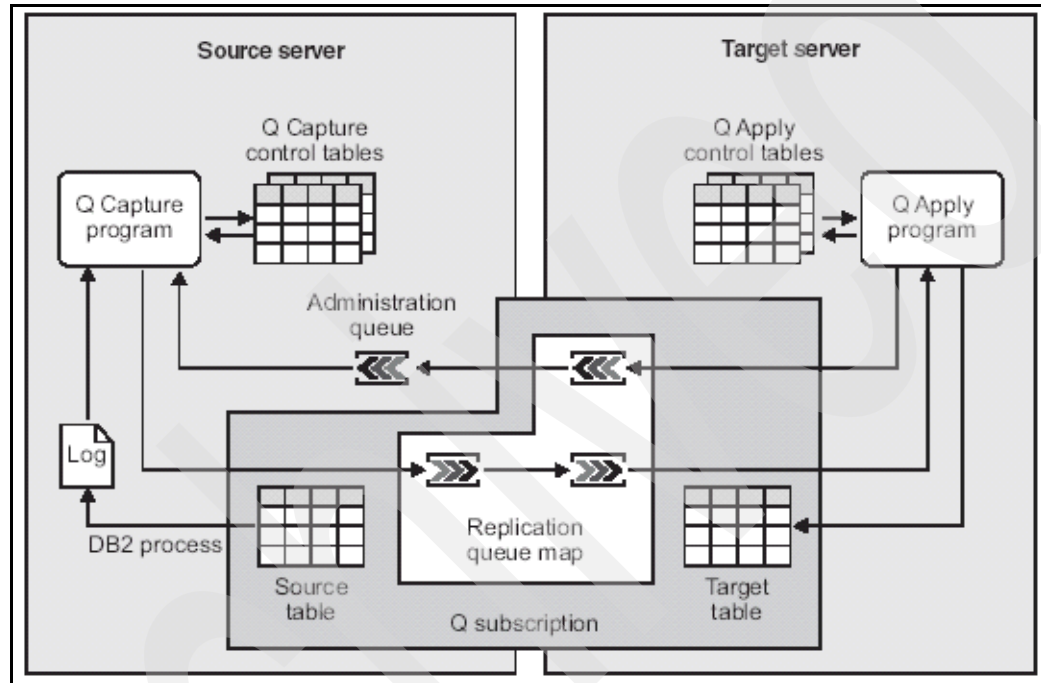 Source server
Target server
Q Capture
control tables
Q Apply
control tables
Q Capture
program
Q Apply
program
Administration
queue
Log
DB2 process
Replication
queue map
Source
table
Target
table
Q subscription